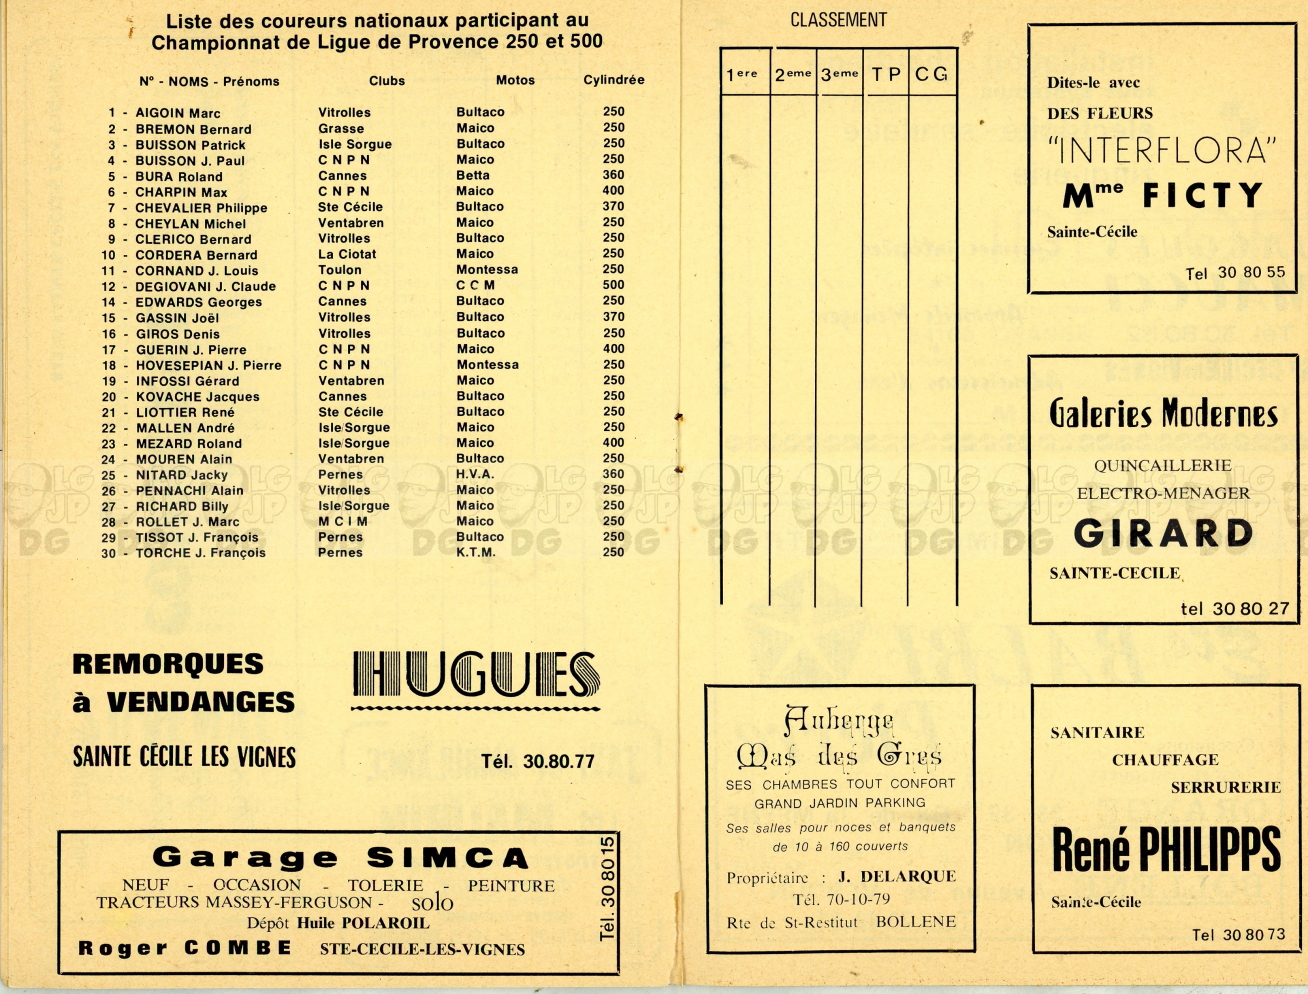 Liste des coureurs nationaux participant au
Championnat de Ligue de Provence 250 et 500
N° - NOMS - Prénoms Clubs Motos Cylindrée
1 - AIGOIN Marc Vitrolles Bultaco 250
2 - BREMON Bernard Grasse Maico 250
3 - BUISSON Patrick Isle Sorgue Bultaco 250
4 - BUISSON J. Paul C N P N Maico 250
5 - BURA Roland Cannes Betta 360
6 - CHARPIN Max C N P N Maico 400
7 - CHEVALIER Philippe Ste Cécile Bultaco 370
8 - CHEYLAN Michel Ventabren Maico 250
9 - CLERICO Bernard Vitrolles Bultaco 250
10 - CORDERA Bernard La Ciotat Maico 250
11 - CORNAND J. Louis Toulon Montessa 250
12 - DEGIOVANI J. Claude C N P N C C M 500
14 - EDWARDS Georges Cannes Bultaco 250
15 - GASSIN Joël Vitrolles Bultaco 370
16 - GIROS Denis Vitrolles Bultaco 250
17 - GUERIN J. Pierre C N P N Maico 400
18 - HOVESEPIAN J. Pierre C N P N Montessa 250
19 - INFOSSI Gérard Ventabren Maico 250
20 - KOVACHE Jacques Cannes Bultaco 250
21 - LIOTTIER René Ste Cécile Bultaco 250
22 - MALLEN André Isle/Sorgue Maico 250
23 - MEZARD Roland Isle/Sorgue Maico 400
24 - MOUREN Alain Ventabren Bultaco 250
25 - NITARD Jacky Pernes H.V.A. 360
26 - PENNACHI Alain Vitrolles Maico 250
27 - RICHARD Billy Isle/Sorgue Maico 250
28 - ROLLET J. Marc M C I M Maico 250
29 - TISSOT J. François Pernes Bultaco 250
30 - TORCHE J. François Pernes K.T.M. 250
REMORQUES
à VENDANGES
HUGUES
SAINTE CÉCILE LES VIGNES
Tél. 30.80.77
Garage SIMCA
NEUF - OCCASION - TOLERIE - PEINTURE
TRACTEURS MASSEY-FERGUSON - solo
Dépôt Huile POLAROIL
Roger COMBE STE-CECILE-LES-VIGNES
Tél. 30 80 15
CLASSEMENT
1ere 2eme 3eme TP CG
Dites-le avec
DES FLEURS
"INTERFLORA"
Mme FICTY
Sainte-Cécile
Tel 30 80 55
Galeries Modernes
QUINCAILLERIE
ELECTRO-MENAGER
GIRARD
SAINTE-CECILE
tel 30 80 27
Auberge
Mas des Gres
SES CHAMBRES TOUT CONFORT
GRAND JARDIN PARKING
Ses salles pour noces et banquets
de 10 à 160 couverts
Propriétaire : J. DELARQUE
Tél. 70-10-79
Rte de St-Restitut BOLLENE
SANITAIRE
CHAUFFAGE
SERRURERIE
René PHILIPPS
Sainte-Cécile
Tel 30 80 73